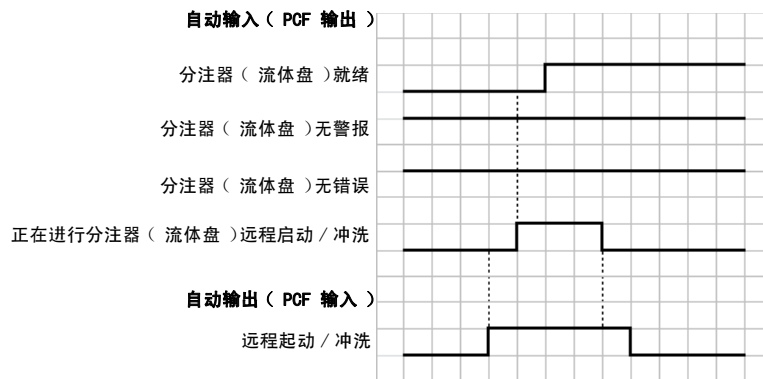 自动输入（ PCF 输出 ）
分注器（ 流体盘 ）就绪
分注器（ 流体盘 ）无警报
分注器（ 流体盘 ）无错误
正在进行分注器（ 流体盘 ）远程启动 / 冲洗
自动输出（ PCF 输入 ）
远程起动 / 冲洗